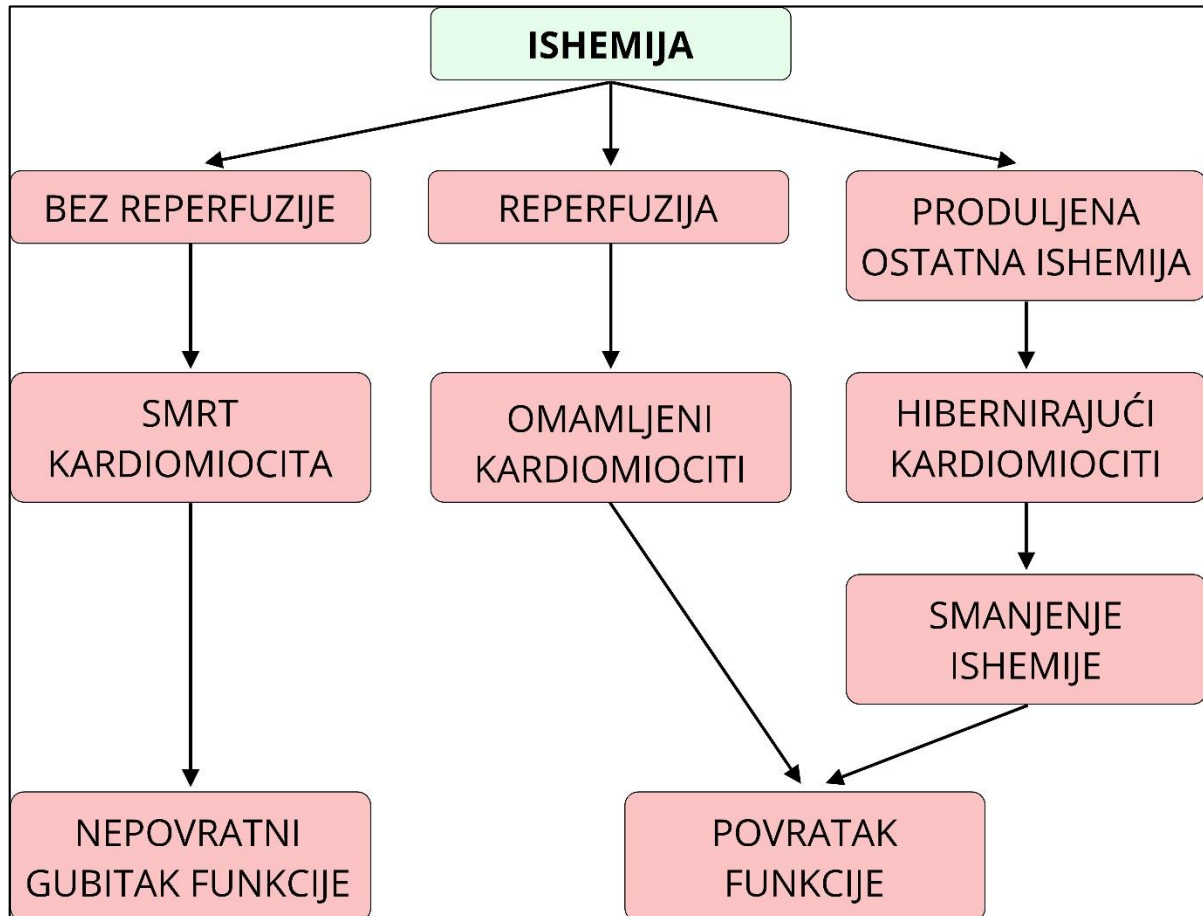 ISHEMIJA
BEZ REPERFUZIJE
REPERFUZIJA
PRODULJENA
OSTATNA ISHEMIJA
SMRT
KARDIOMIOCITA
OMAMLJENI
KARDIOMIOCITI
HIBERNIRAJUĆI
KARDIOMIOCITI
SMANJENJE
ISHEMIJE
NEPOVRATNI
GUBITAK FUNKCIJE
POVRATAK
FUNKCIJE